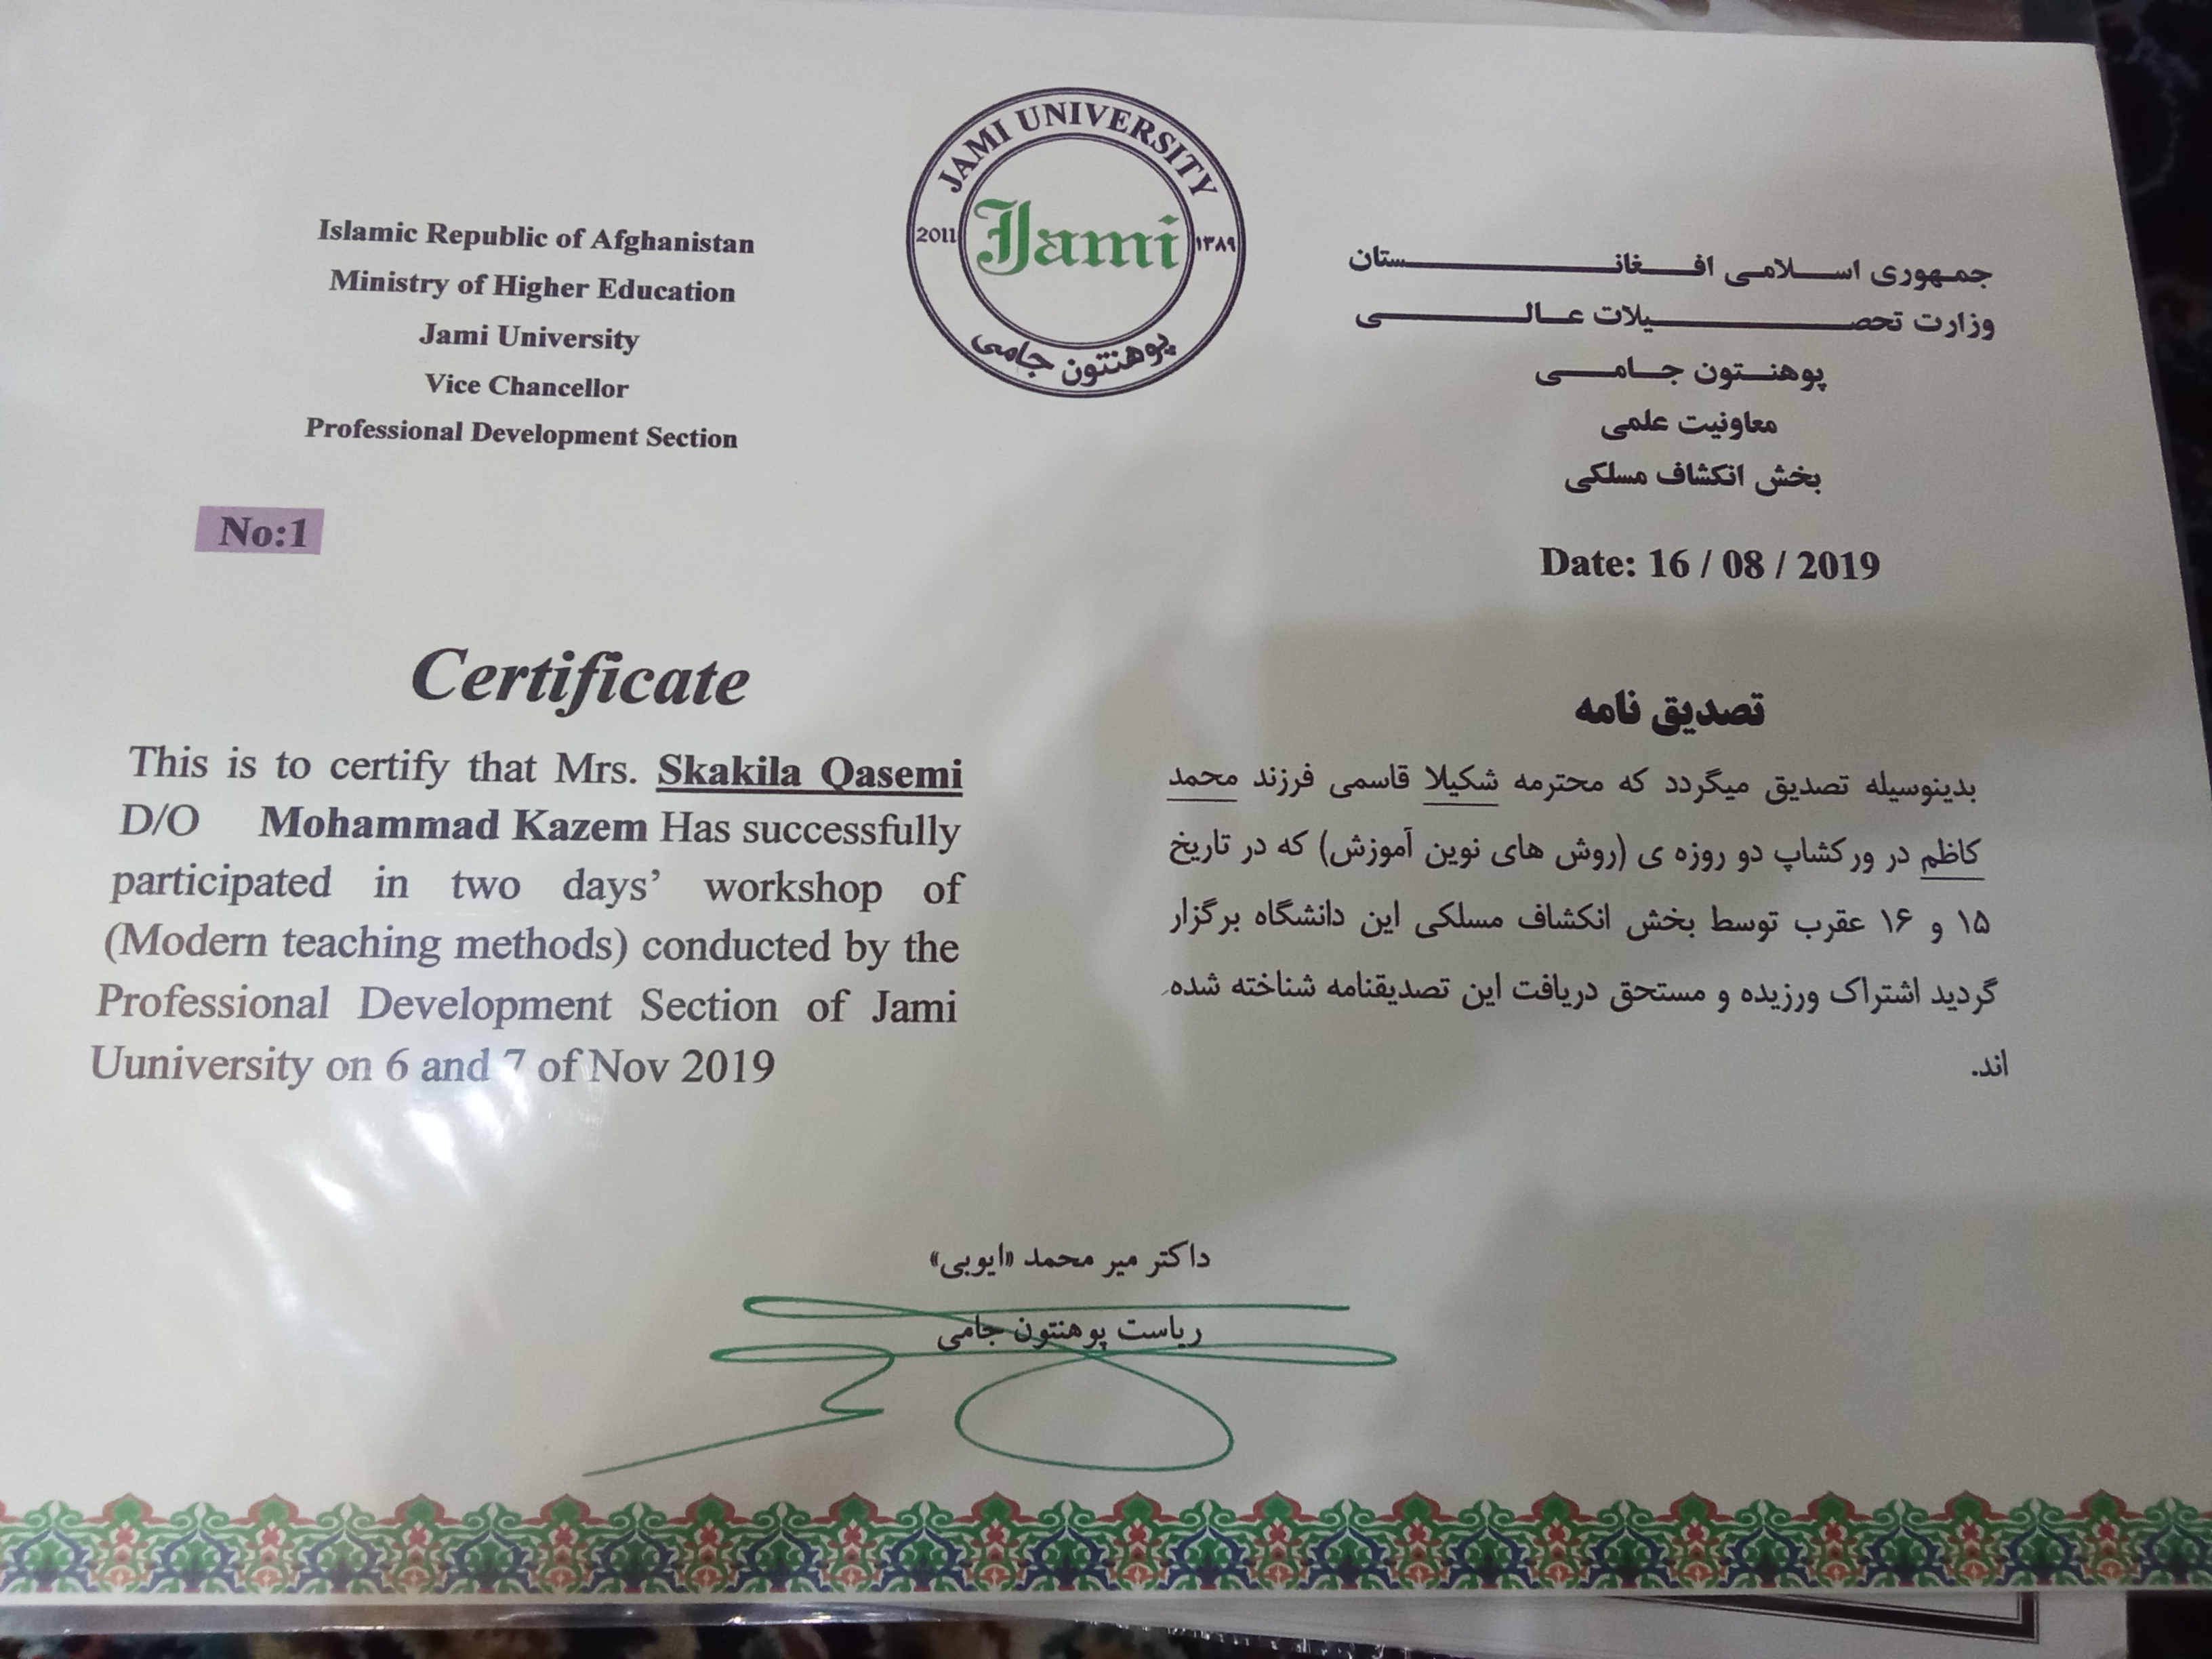 JAMI UNIVERSITY
2011
Jami
۱۳۸۹
پوهنتون جامی
Islamic Republic of Afghanistan
Ministry of Higher Education
Jami University
Vice Chancellor
Professional Development Section
جمهوری اسلامی افغانستان
وزارت تحصیلات عالی
پوهنتون جامی
معاونیت علمی
بخش انکشاف مسلکی
No:1
Date: 16 / 08 / 2019
Certificate
This is to certify that Mrs. Skakila Qasemi
D/O Mohammad Kazem Has successfully
participated in two days’ workshop of
(Modern teaching methods) conducted by the
Professional Development Section of Jami
Uuniversity on 6 and 7 of Nov 2019
تصدیق نامه
بدینوسیله تصدیق میگردد که محترمه شکیلا قاسمی فرزند محمد
کاظم در ورکشاپ دو روزه ی (روش های نوین آموزش) که در تاریخ
۱۵ و ۱۶ عقرب توسط بخش انکشاف مسلکی این دانشگاه برگزار
گردید اشتراک ورزیده و مستحق دریافت این تصدیقنامه شناخته شده
اند.
داکتر میر محمد «ایوبی»
ریاست پوهنتون جامی